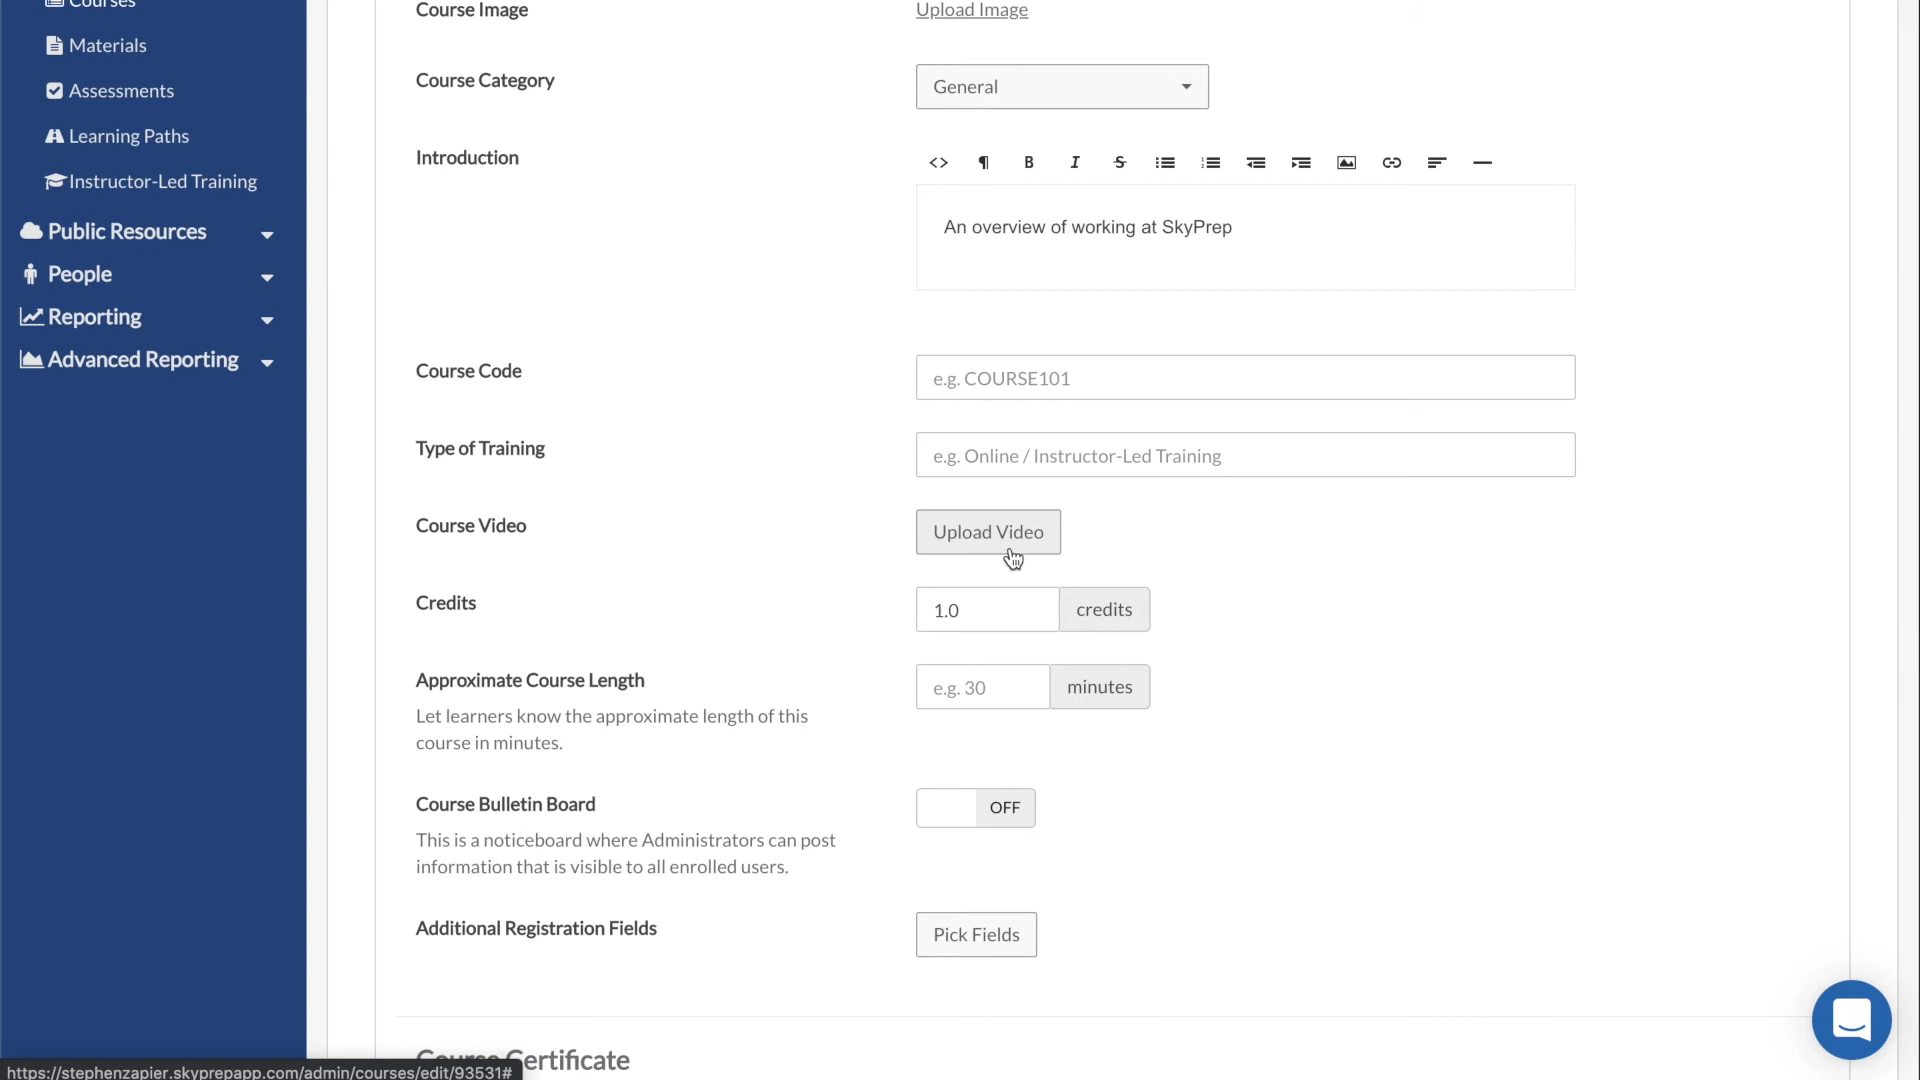 Courses
Materials
Assessments
Learning Paths
Instructor-Led Training
Public Resources
People
Reporting
Advanced Reporting
Course Image
Upload Image
Course Category
General
Introduction
<> ¶ B I S
An overview of working at SkyPrep
Course Code
e.g. COURSE101
Type of Training
e.g. Online / Instructor-Led Training
Course Video
Upload Video
Credits
1.0 credits
Approximate Course Length
e.g. 30 minutes
Let learners know the approximate length of this
course in minutes.
Course Bulletin Board
OFF
This is a noticeboard where Administrators can post
information that is visible to all enrolled users.
Additional Registration Fields
Pick Fields
Course Certificate
https://stephenzapier.skyprepapp.com/admin/courses/edit/93531#